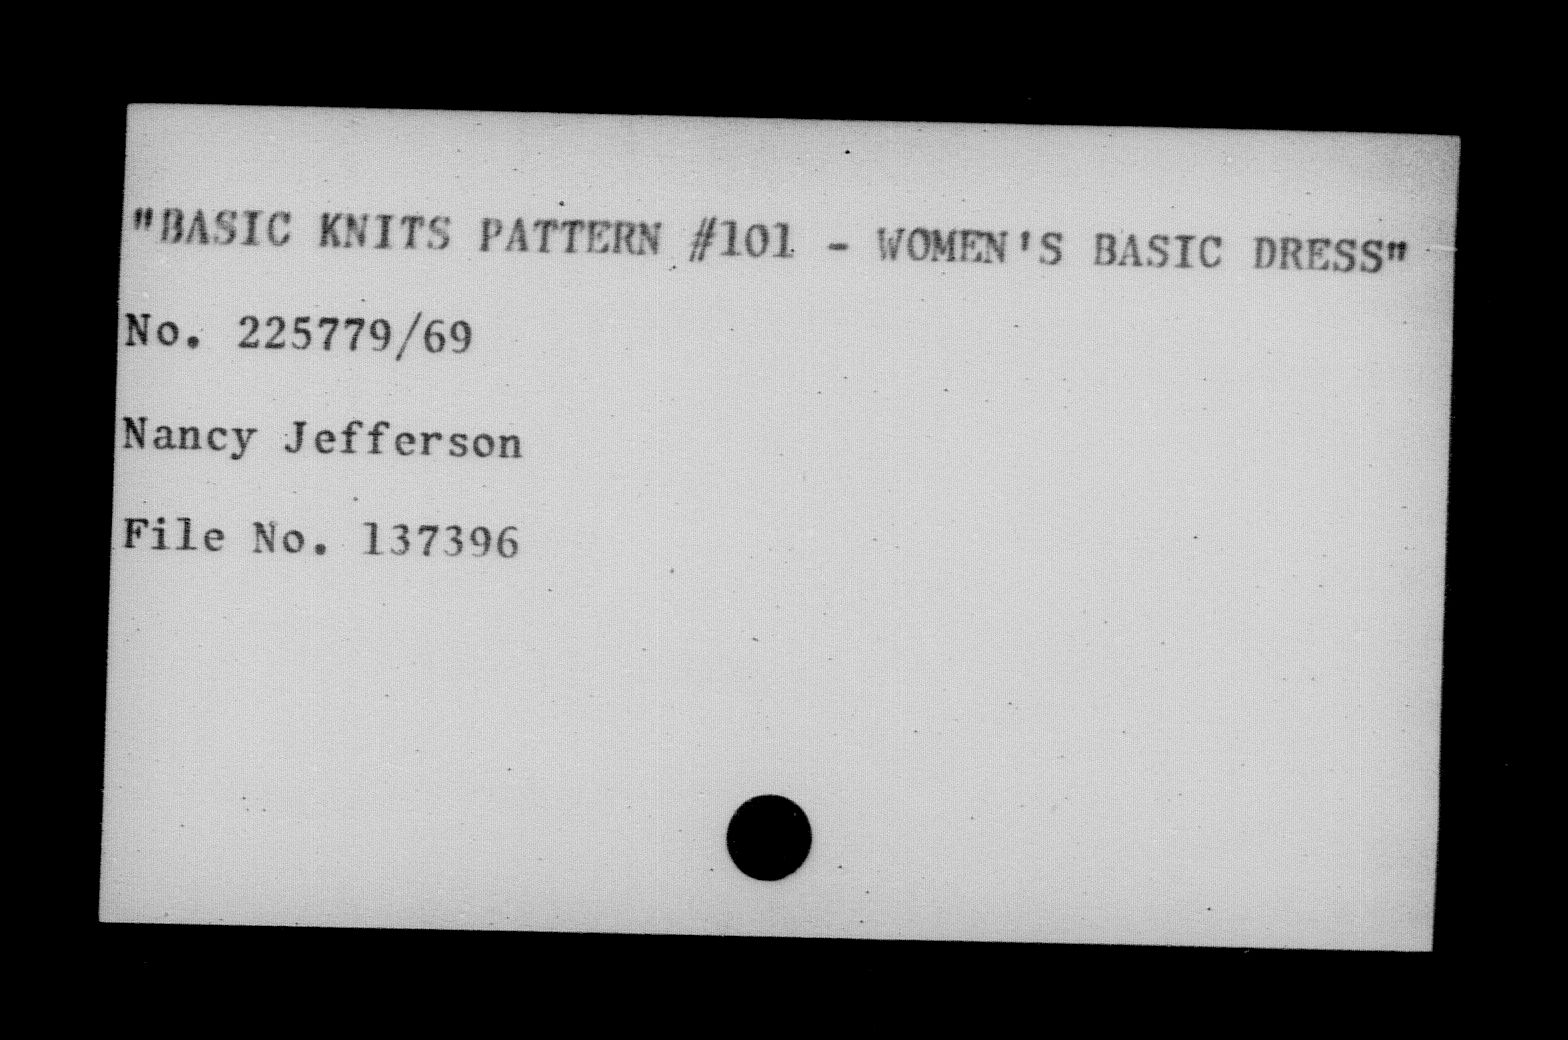 "BASIC KNITS PATTERN #101 - WOMEN'S BASIC DRESS"
No. 225779/69
Nancy Jefferson
File No. 137396